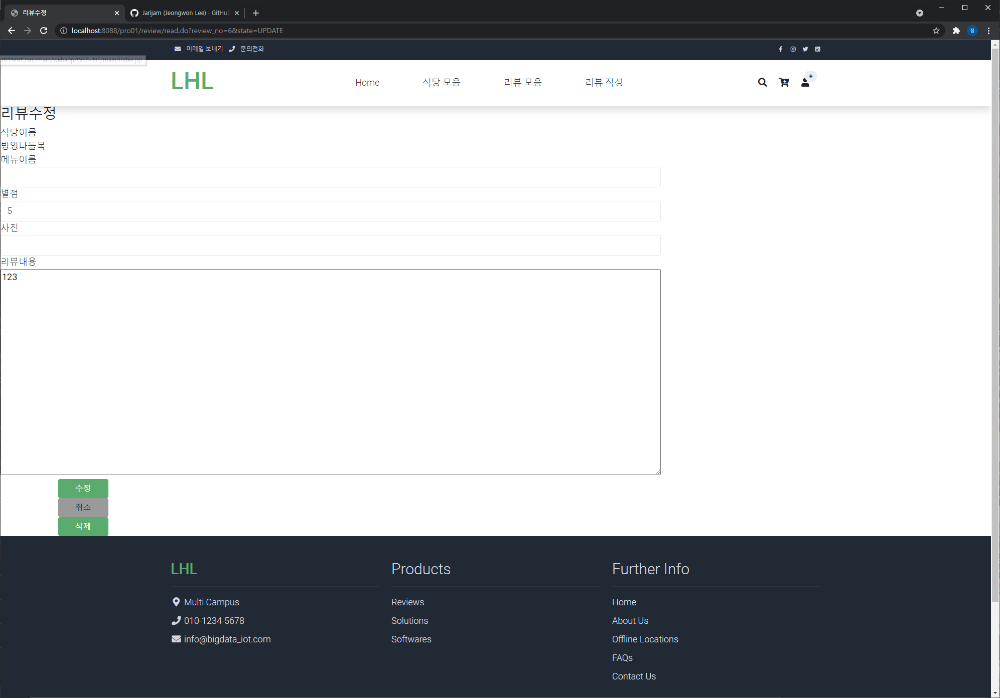 리뷰수정
Jarijam (Jeongwon Lee) · GitHub
localhost:8088/pro01/review/read.do?review_no=6&state=UPDATE
잠
이메일 보내기 문의전화
ct01MVC/src/main/webapp/WEB-INF/main/index.jsp
LHL
Home 식당 모음 리뷰 모음 리뷰 작성
+
리뷰수정
식당이름
병영나들목
메뉴이름
별점
5
사진
리뷰내용
123
수정
취소
삭제
LHL
Multi Campus
010-1234-5678
info@bigdata_iot.com
Products
Reviews
Solutions
Softwares
Further Info
Home
About Us
Offline Locations
FAQs
Contact Us